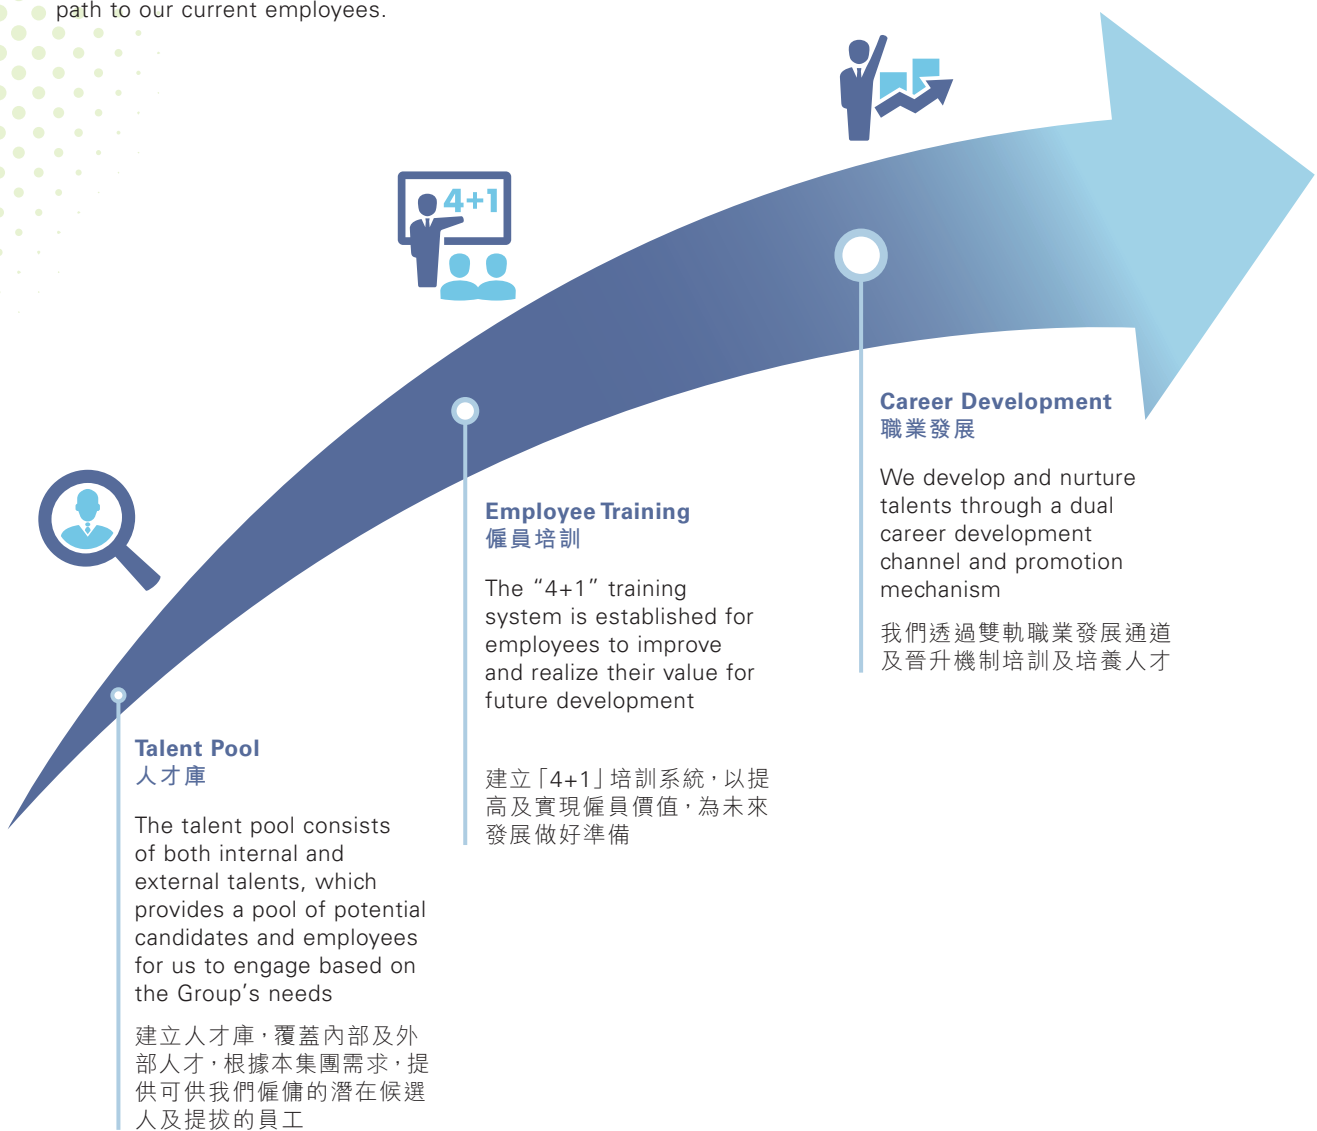 path to our current employees.
4+1
Career Development
職業發展
We develop and nurture
talents through a dual
career development
channel and promotion
mechanism
我們透過雙軌職業發展通道
及晉升機制培訓及培養人才
Employee Training
僱員培訓
The “4+1” training
system is established for
employees to improve
and realize their value for
future development
建立「4+1」培訓系統，以提
高及實現僱員價值，為未來
發展做好準備
Talent Pool
人才庫
The talent pool consists
of both internal and
external talents, which
provides a pool of potential
candidates and employees
for us to engage based on
the Group’s needs
建立人才庫，覆蓋內部及外
部人才，根據本集團需求，提
供可供我們僱傭的潛在候選
人及提拔的員工